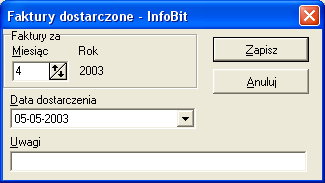 Faktury dostarczone - InfoBit
Faktury za
Miesiąc Rok
4 2003
Zapisz
Anuluj
Data dostarczenia
05-05-2003
Uwagi